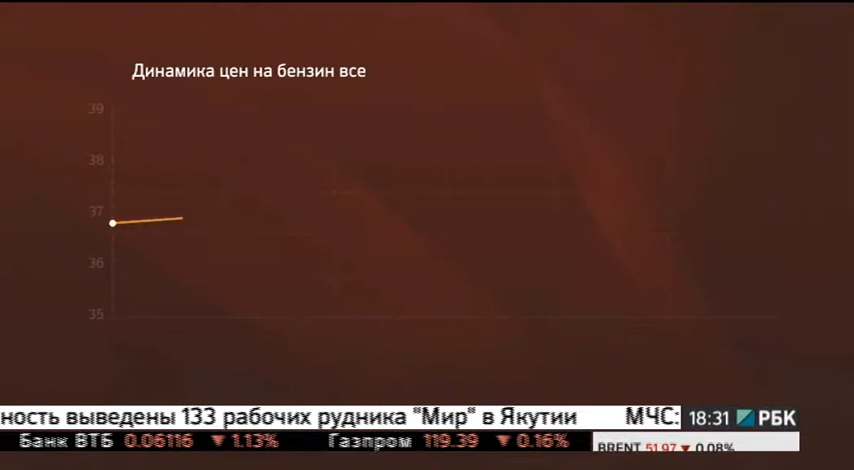 Динамика цен на бензин все
39
38
37
36
35
ность выведены 133 рабочих рудника "Мир" в Якутии МЧС: 18:31 РБК
Банк ВТБ 0.06116 ▼1.13% Газпром 119.39 ▼0.16% BRENT 51.97 ▼ 0.08%